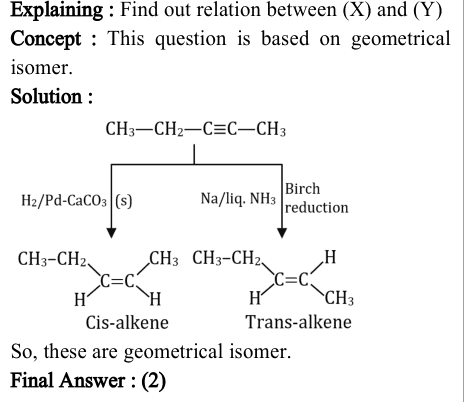 Explaining : Find out relation between (X) and (Y)
Concept : This question is based on geometrical
isomer.
Solution :
CH₃—CH₂—C≡C—CH₃
H₂/Pd-CaCO₃ (s)
Na/liq. NH₃
Birch
reduction
CH₃-CH₂
CH₃
C=C
H
H
Cis-alkene
CH₃-CH₂
H
C=C
H
CH₃
Trans-alkene
So, these are geometrical isomer.
Final Answer : (2)